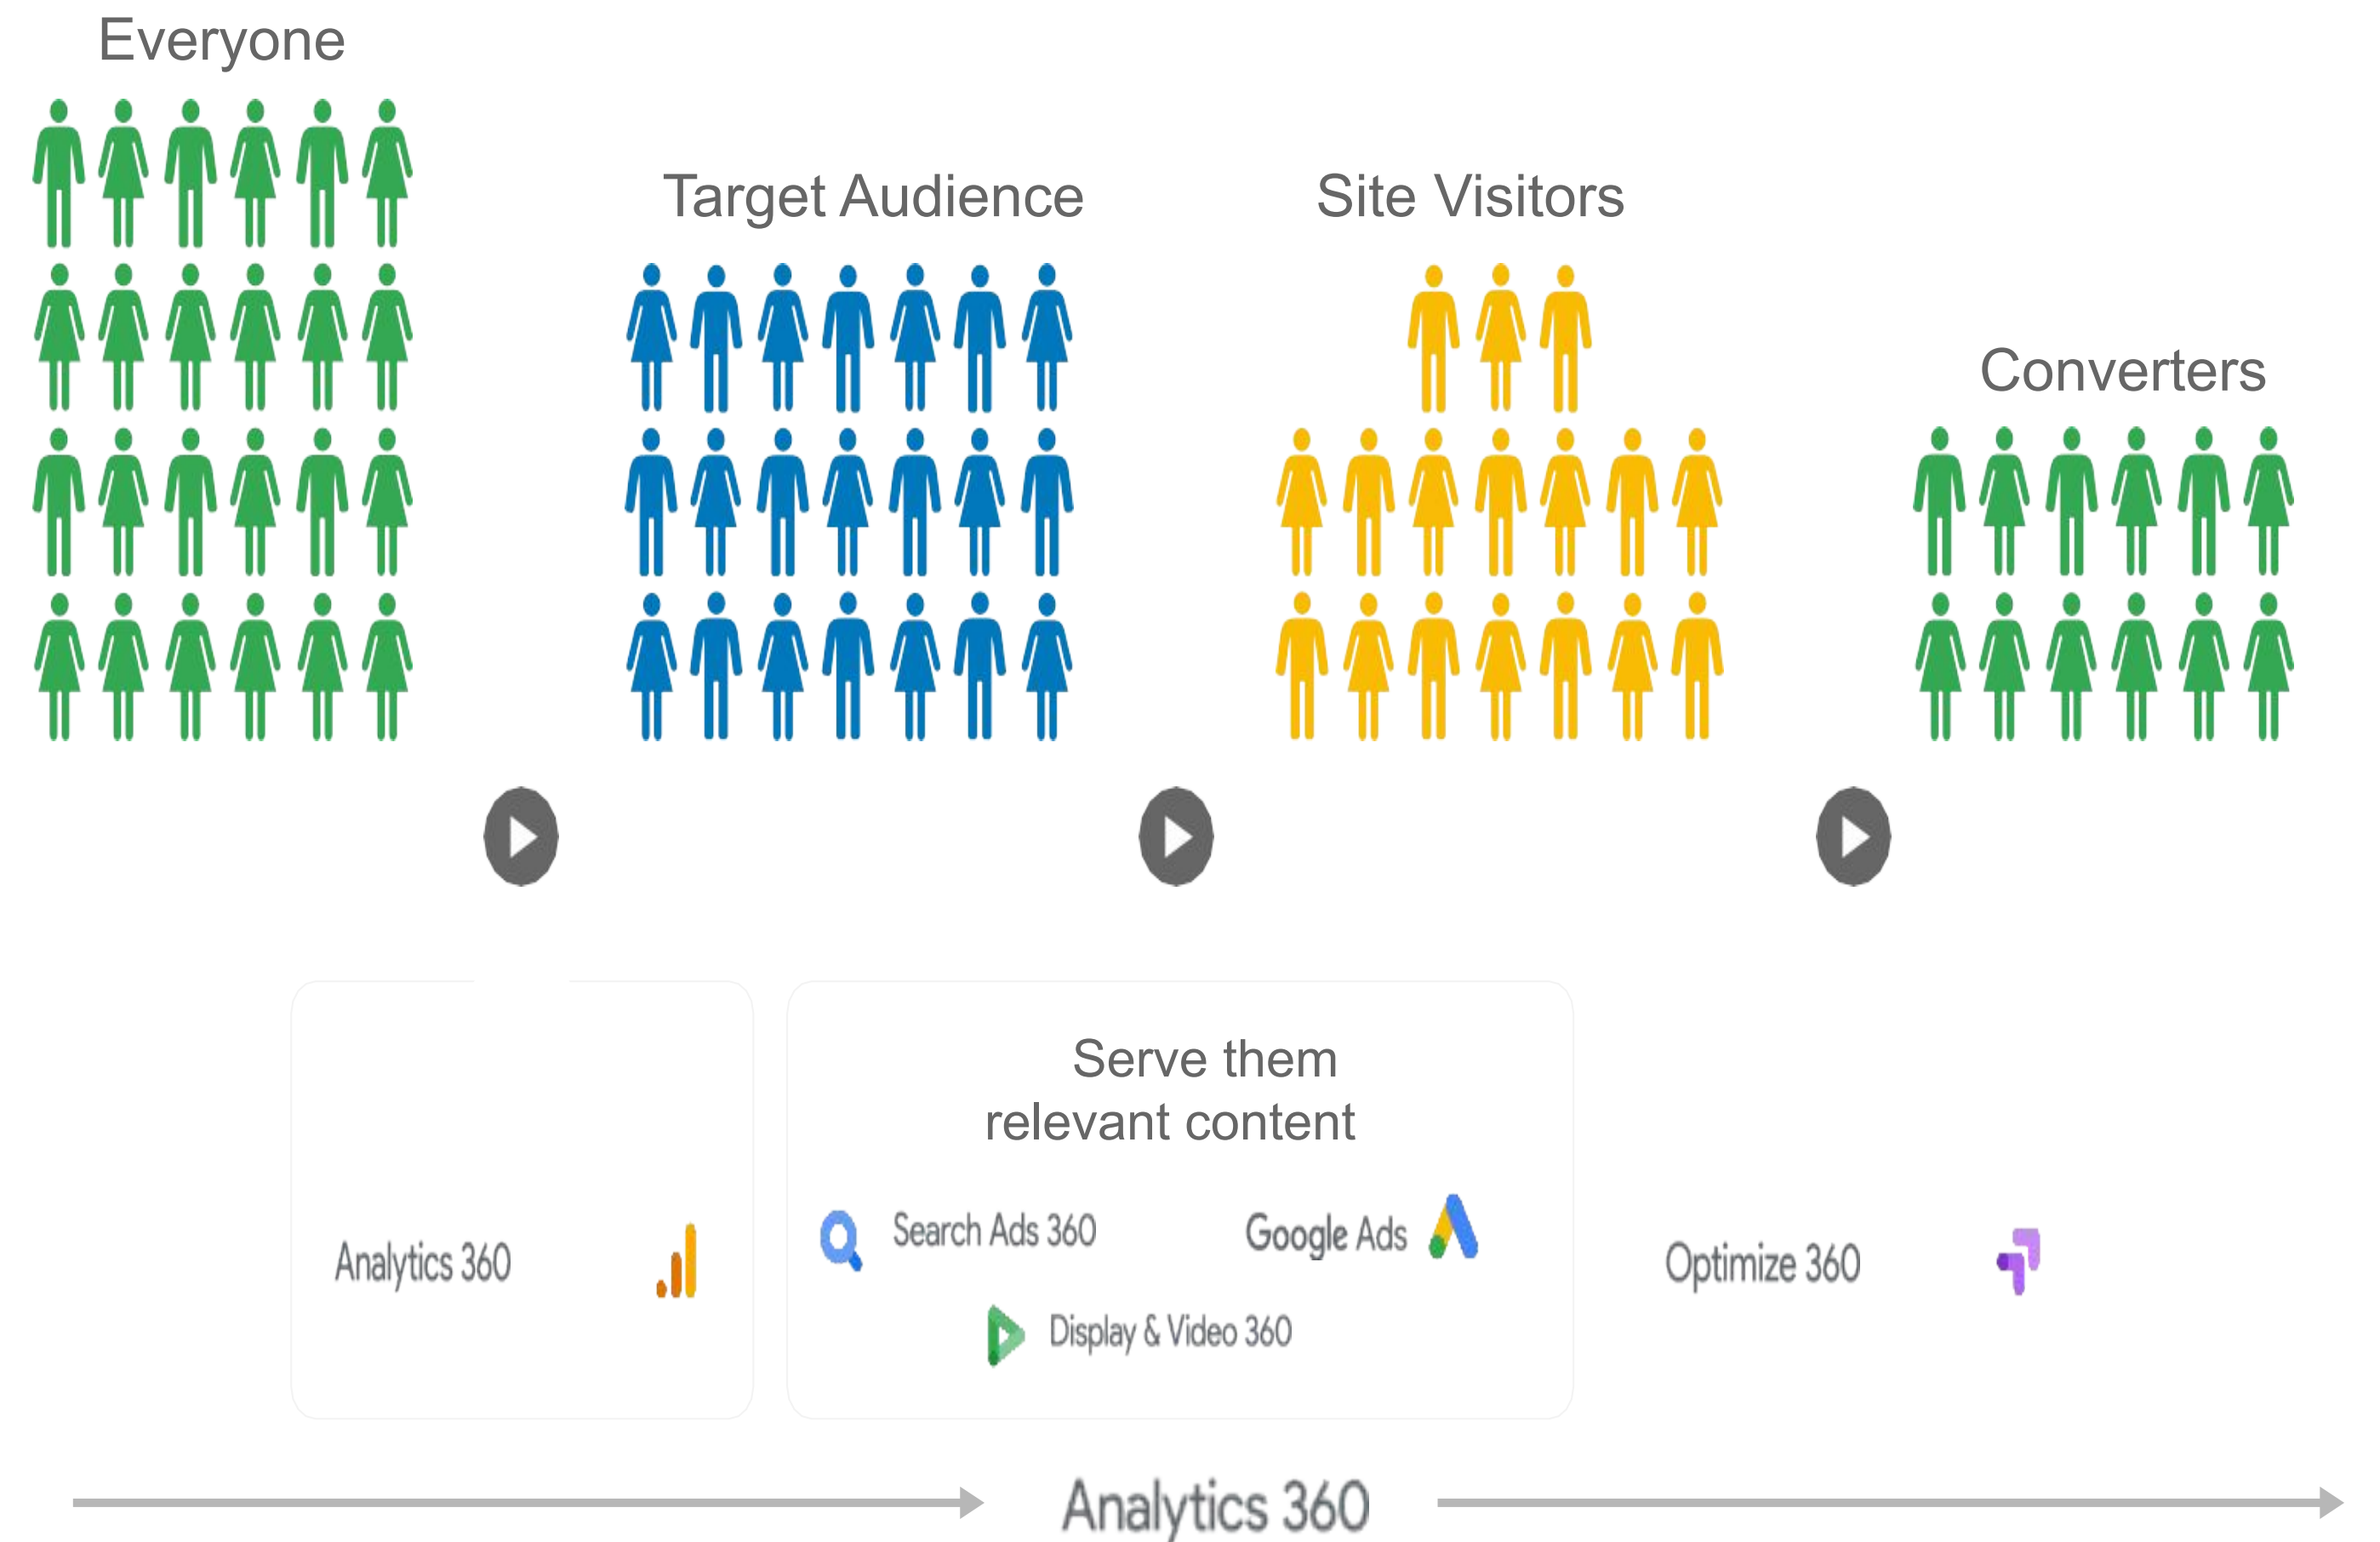 Everyone
Target Audience
Site Visitors
Converters
Serve them
relevant content
Analytics 360
Search Ads 360
Google Ads
Display & Video 360
Optimize 360
Analytics 360